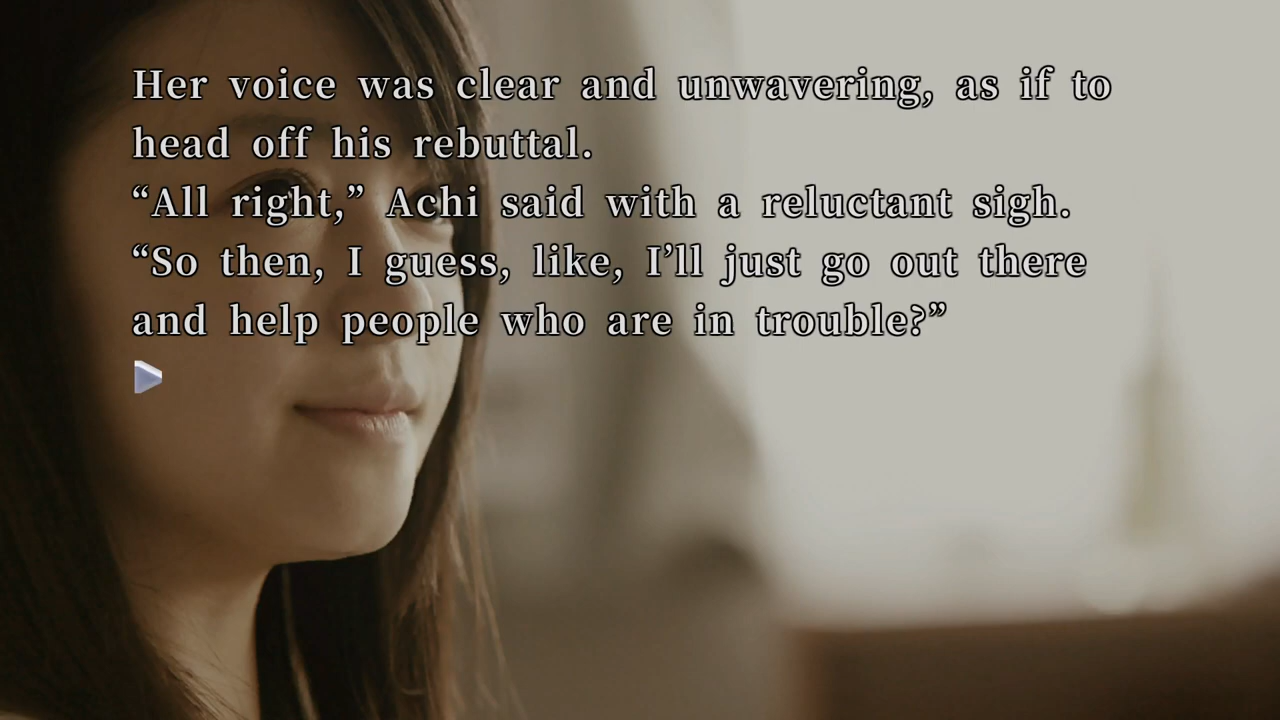 Her voice was clear and unwavering, as if to
head off his rebuttal.
“All right,” Achi said with a reluctant sigh.
“So then, I guess, like, I’ll just go out there
and help people who are in trouble?”